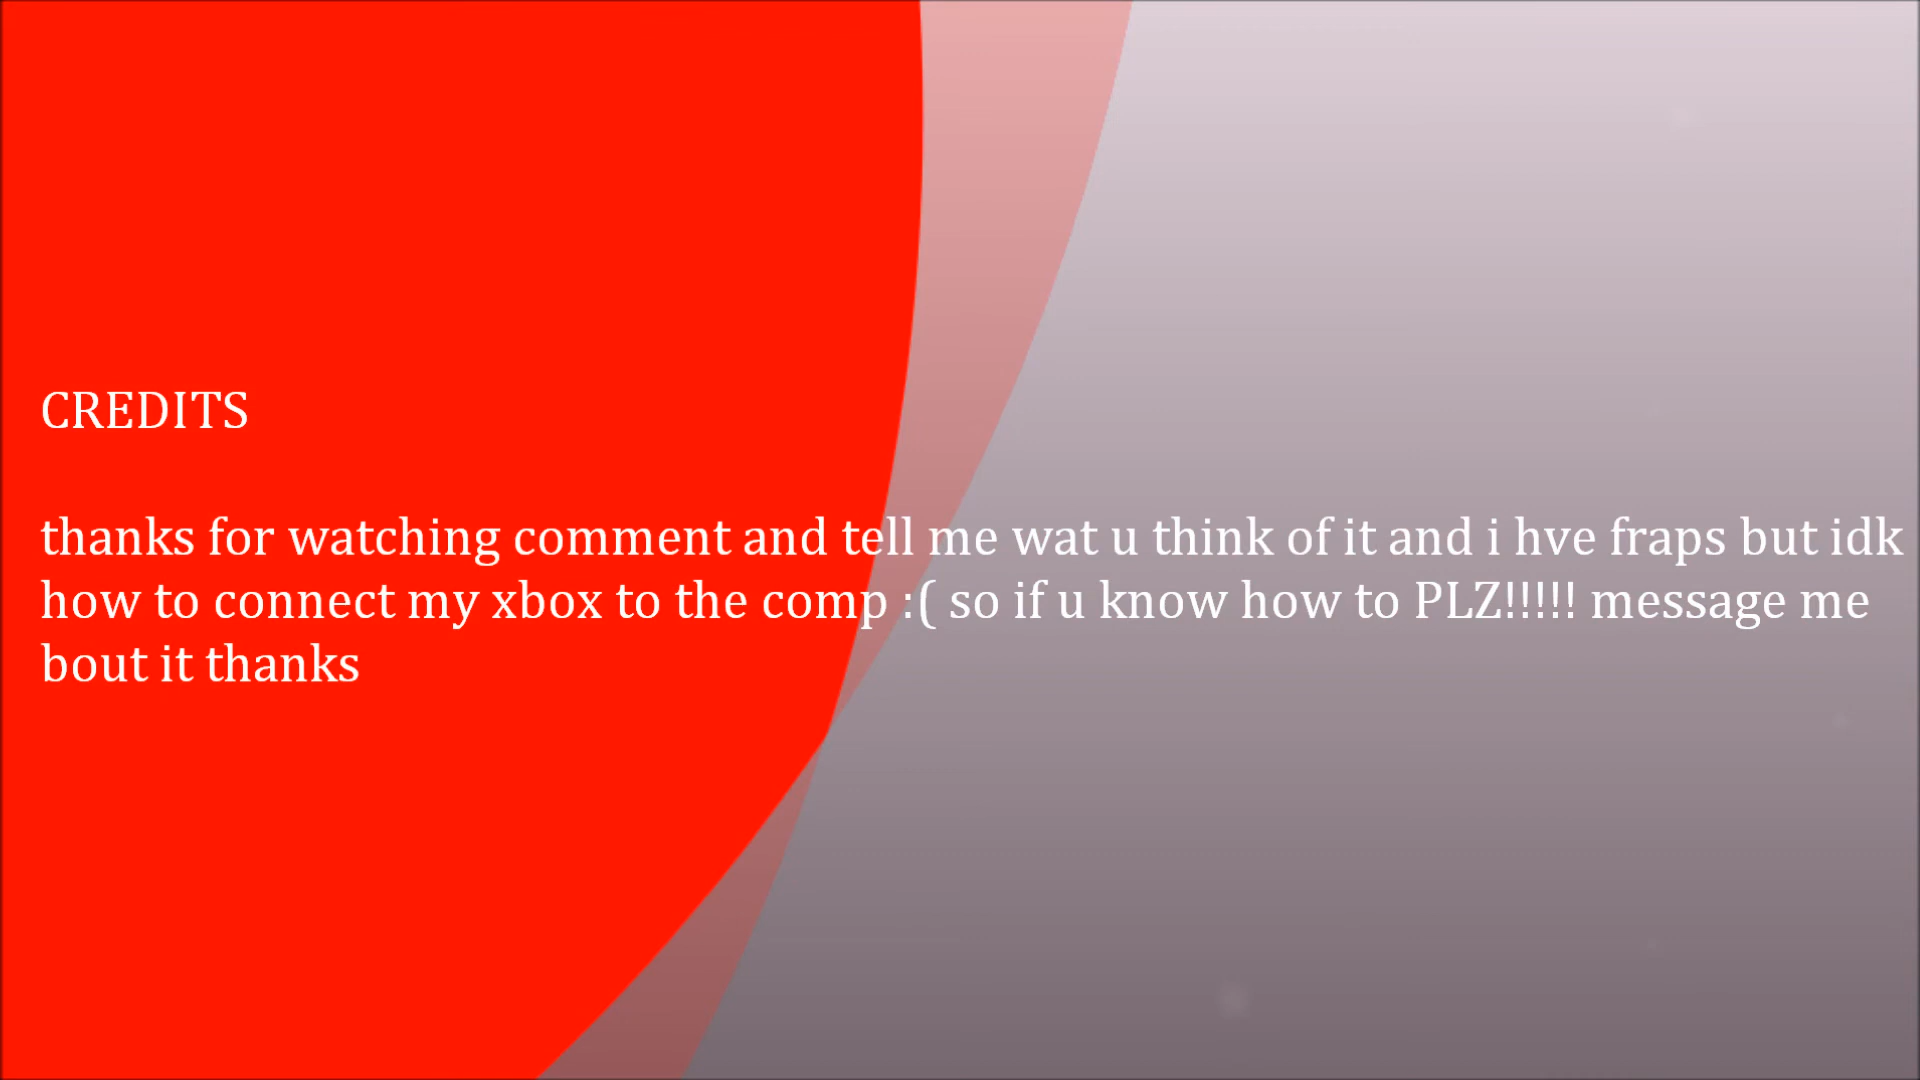 CREDITS
thanks for watching comment and tell me wat u think of it and i hve fraps but idk
how to connect my xbox to the comp :( so if u know how to PLZ!!!!! message me
bout it thanks